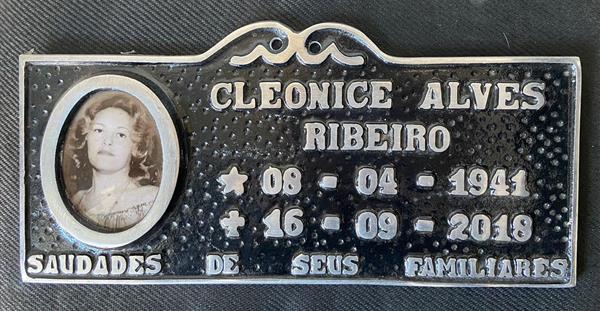 CLEONICE ALVES
RIBEIRO
★ 08 - 04 - 1941
✝ 16 - 09 - 2018
SAUDADES DE SEUS FAMILIARES